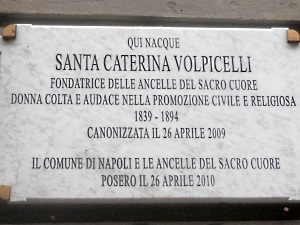 QUI NACQUE
SANTA CATERINA VOLPICELLI
FONDATRICE DELLE ANCELLE DEL SACRO CUORE
DONNA COLTA E AUDACE NELLA PROMOZIONE CIVILE E RELIGIOSA
1839 - 1894
CANONIZZATA IL 26 APRILE 2009
IL COMUNE DI NAPOLI E LE ANCELLE DEL SACRO CUORE
POSERO IL 26 APRILE 2010